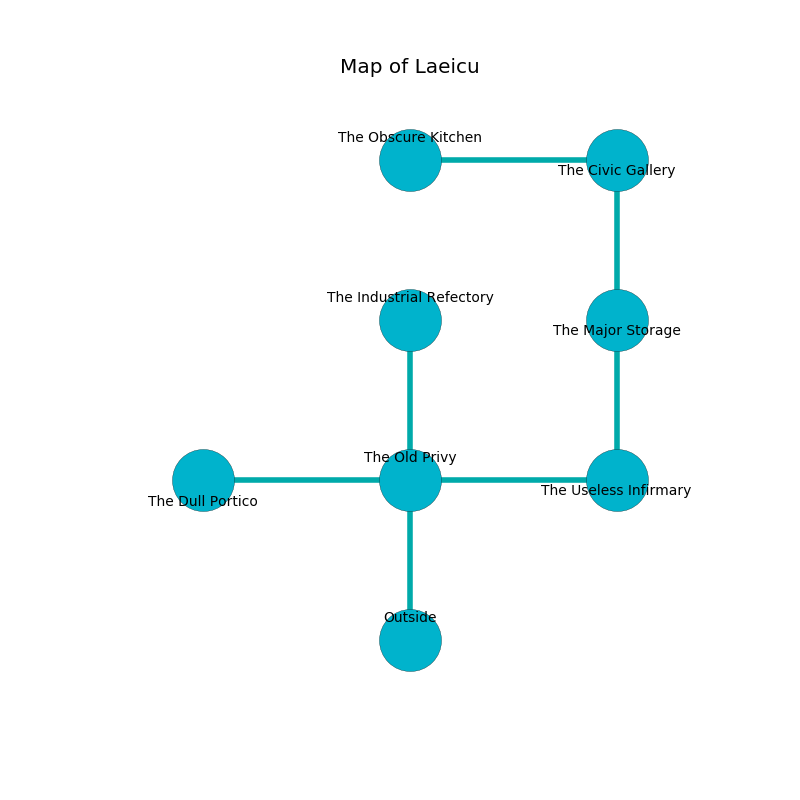 Map of Laeicu
The Obscure Kitchen
The Civic Gallery
The Industrial Refectory
The Major Storage
The Old Privy
The Useless Infirmary
The Dull Portico
Outside